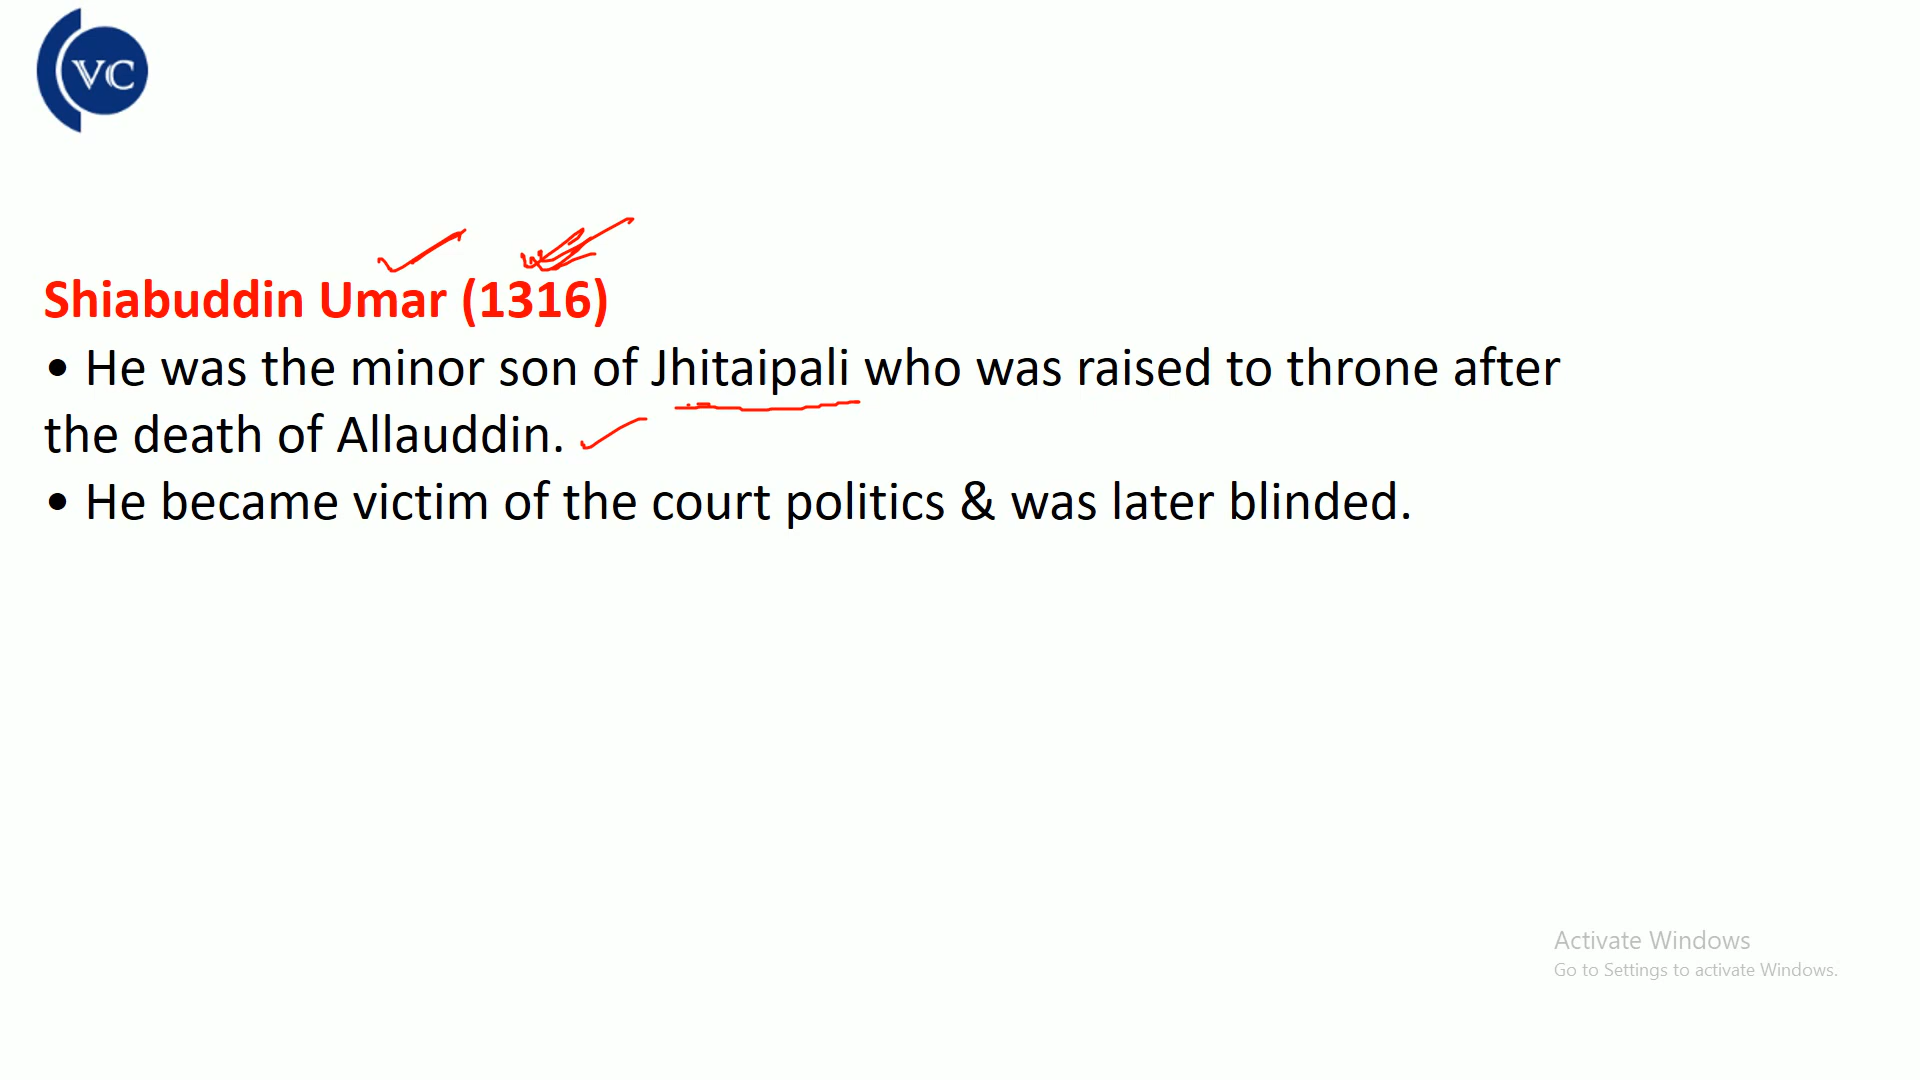 VC
Shiabuddin Umar (1316)
• He was the minor son of Jhitaipali who was raised to throne after
the death of Allauddin.
• He became victim of the court politics & was later blinded.
Activate Windows
Go to Settings to activate Windows.